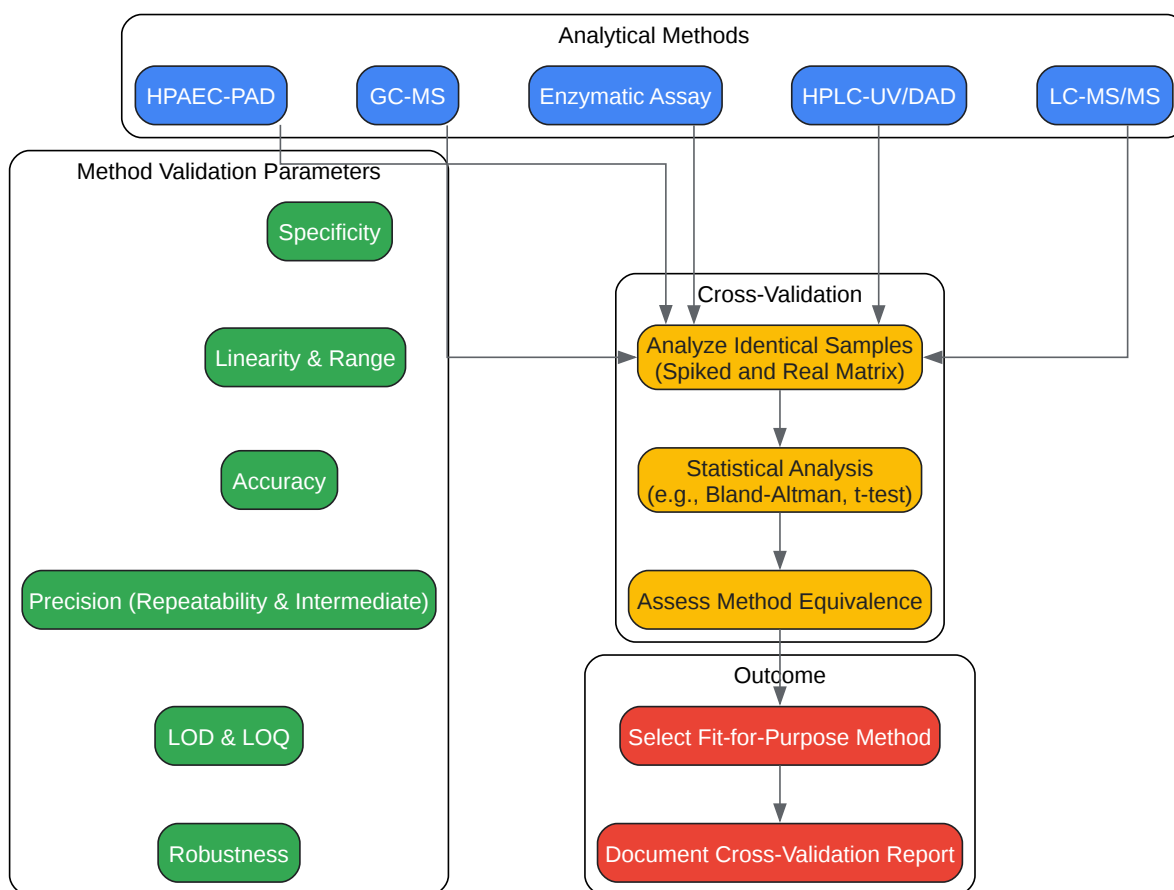 Analytical Methods
HPAEC-PAD
GC-MS
Enzymatic Assay
HPLC-UV/DAD
LC-MS/MS
Method Validation Parameters
Specificity
Linearity & Range
Accuracy
Precision (Repeatability & Intermediate)
LOD & LOQ
Robustness
Cross-Validation
Analyze Identical Samples
(Spiked and Real Matrix)
Statistical Analysis
(e.g., Bland-Altman, t-test)
Assess Method Equivalence
Outcome
Select Fit-for-Purpose Method
Document Cross-Validation Report